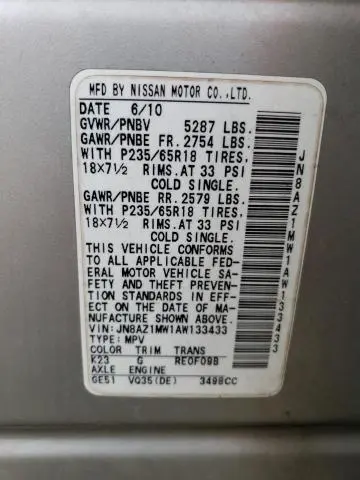 MFD BY NISSAN MOTOR CO.,LTD.
DATE 6/10
GVWR/PNBV 5287 LBS.
GAWR/PNBE FR. 2754 LBS.
WITH P235/65R18 TIRES,
18X7½ RIMS.AT 33 PSI
COLD SINGLE.
GAWR/PNBE RR. 2579 LBS.
WITH P235/65R18 TIRES,
18X7½ RIMS.AT 33 PSI
COLD SINGLE.
THIS VEHICLE CONFORMS
TO ALL APPLICABLE FED-
ERAL MOTOR VEHICLE SA-
FETY AND THEFT PREVEN-
TION STANDARDS IN EFF-
ECT ON THE DATE OF MA-
NUFACTURE SHOWN ABOVE.
VIN:JN8AZ1MW1AW133433
TYPE:MPV
COLOR TRIM TRANS
K23 G RE0F09B
AXLE ENGINE
GE51 VQ35(DE) 3498CC
JN8AZ1MW1AW133433